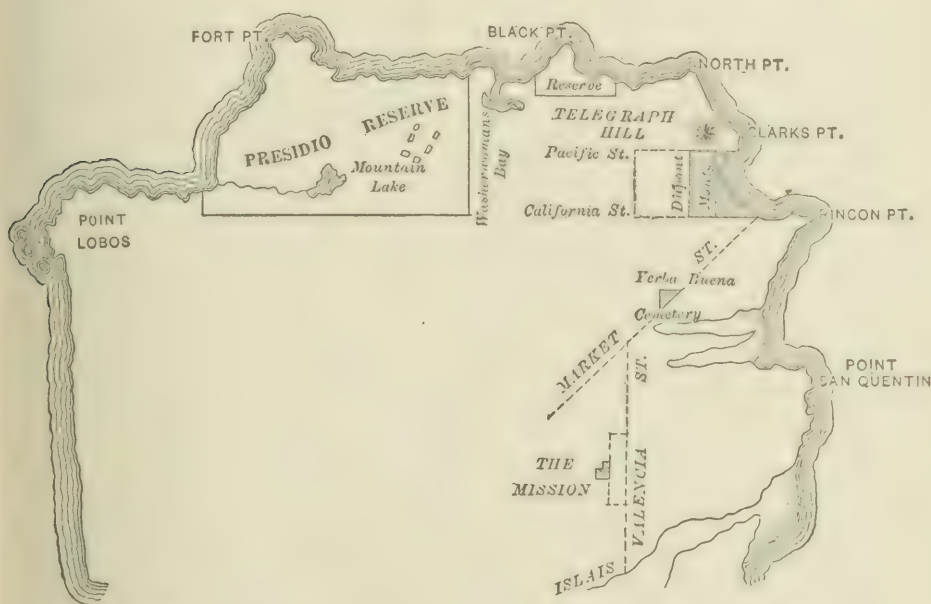 BLACK PT.
FORT PT.
NORTH PT.
Reserve
TELEGRAPH
HILL
PRESIDIO RESERVE
CLARKS PT.
Pacific St.
Mountain
Lake
Washerwomans
Bay
Dupont
California St.
RINCON PT.
POINT
LOBOS
MARKET ST.
Yerba Buena
Cemetery
POINT
SAN QUENTIN
VALENCIA ST.
THE
MISSION
ISLAIS